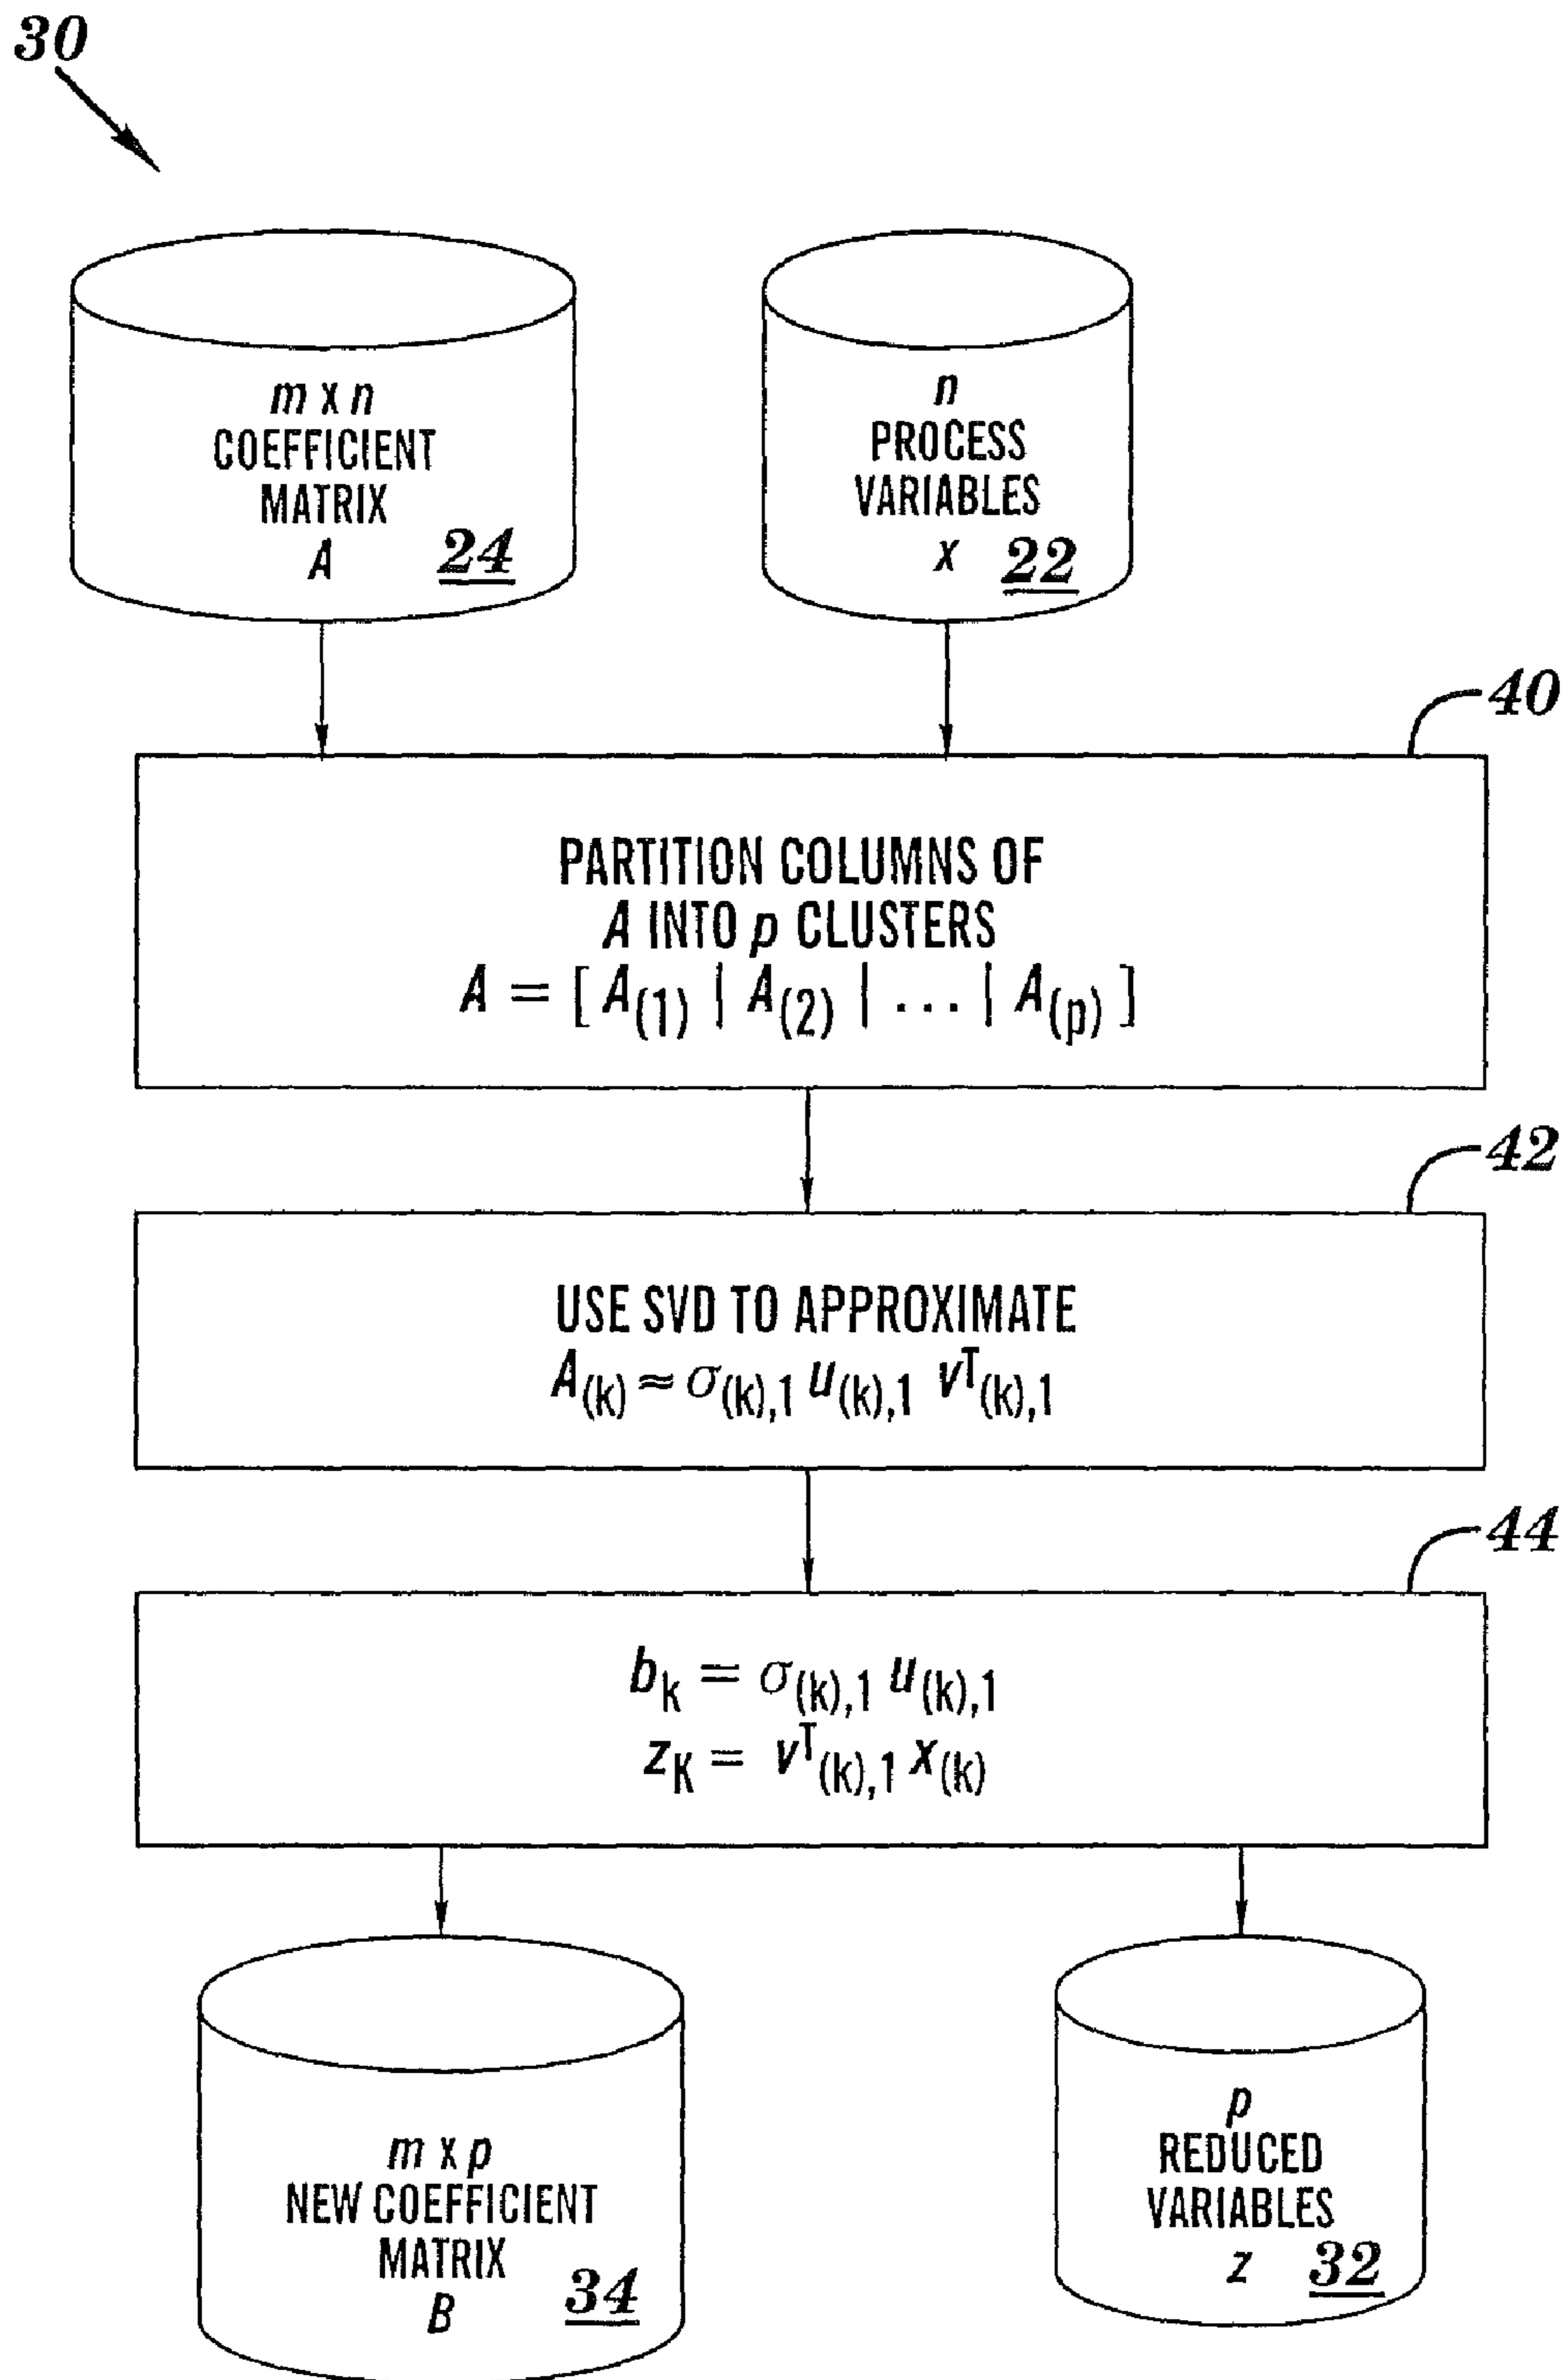 30
m x n
COEFFICIENT
MATRIX
A
24
n
PROCESS
VARIABLES
x
22
40
PARTITION COLUMNS OF
A INTO p CLUSTERS
A = [ A(1) | A(2) | ... | A(p) ]
42
USE SVD TO APPROXIMATE
A(k) ≈ σ(k),1 u(k),1 vT(k),1
44
bk = σ(k),1 u(k),1
zK = vT(k),1 x(k)
m x p
NEW COEFFICIENT
MATRIX
B
34
p
REDUCED
VARIABLES
z
32